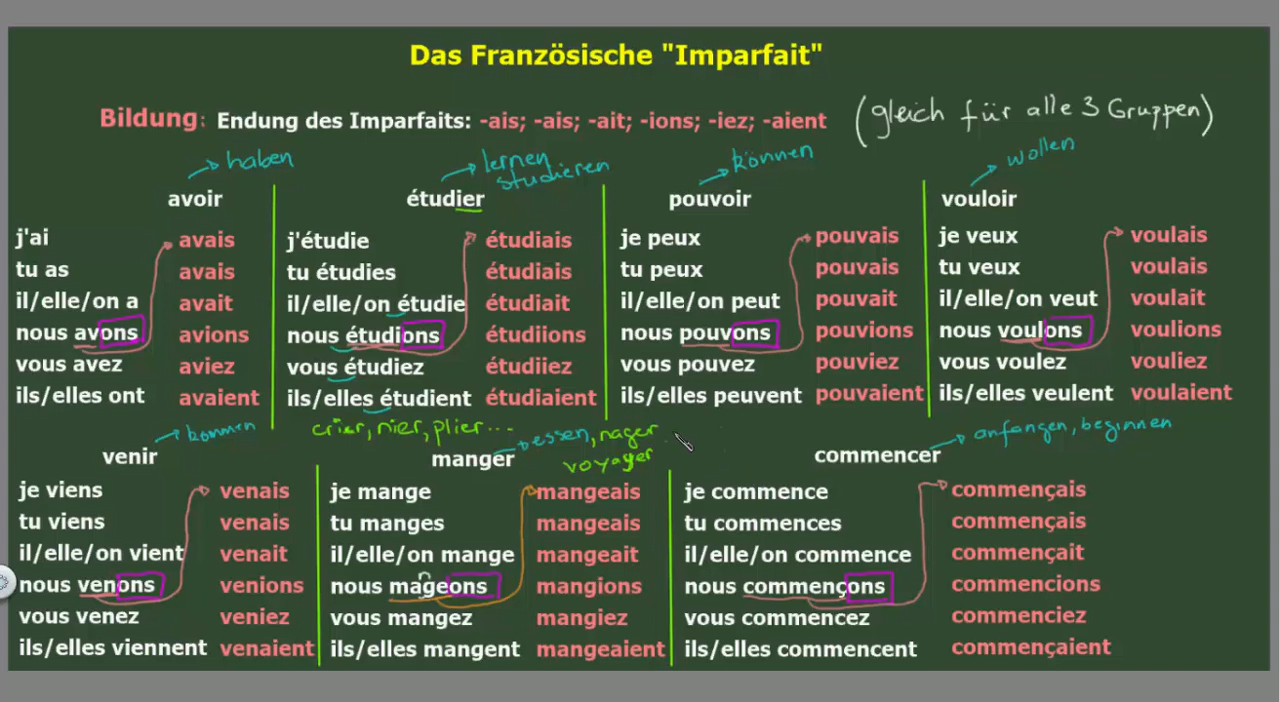 Das Französische "Imparfait"
Bildung: Endung des Imparfaits: -ais; -ais; -ait; -ions; -iez; -aient (gleich für alle 3 Gruppen)
haben
lernen
studieren
können
wollen
avoir
étudier
pouvoir
vouloir
j'ai avais
tu as avais
il/elle/on a avait
nous avons avions
vous avez aviez
ils/elles ont avaient
j'étudie étudiais
tu étudies étudiais
il/elle/on étudie étudiait
nous étudions étudiions
vous étudiez étudiiez
ils/elles étudient étudiaient
crier, nier, plier...
je peux pouvais
tu peux pouvais
il/elle/on peut pouvait
nous pouvons pouvions
vous pouvez pouviez
ils/elles peuvent pouvaient
je veux voulais
tu veux voulais
il/elle/on veut voulait
nous voulons voulions
vous voulez vouliez
ils/elles veulent voulaient
kommen
venir
je viens venais
tu viens venais
il/elle/on vient venait
nous venons venions
vous venez veniez
ils/elles viennent venaient
essen, nager
voyager
manger
je mange mangeais
tu manges mangeais
il/elle/on mange mangeait
nous mageons mangions
vous mangez mangiez
ils/elles mangent mangeaient
anfangen, beginnen
commencer
je commence commençais
tu commences commençais
il/elle/on commence commençait
nous commençons commencions
vous commencez commenciez
ils/elles commencent commençaient